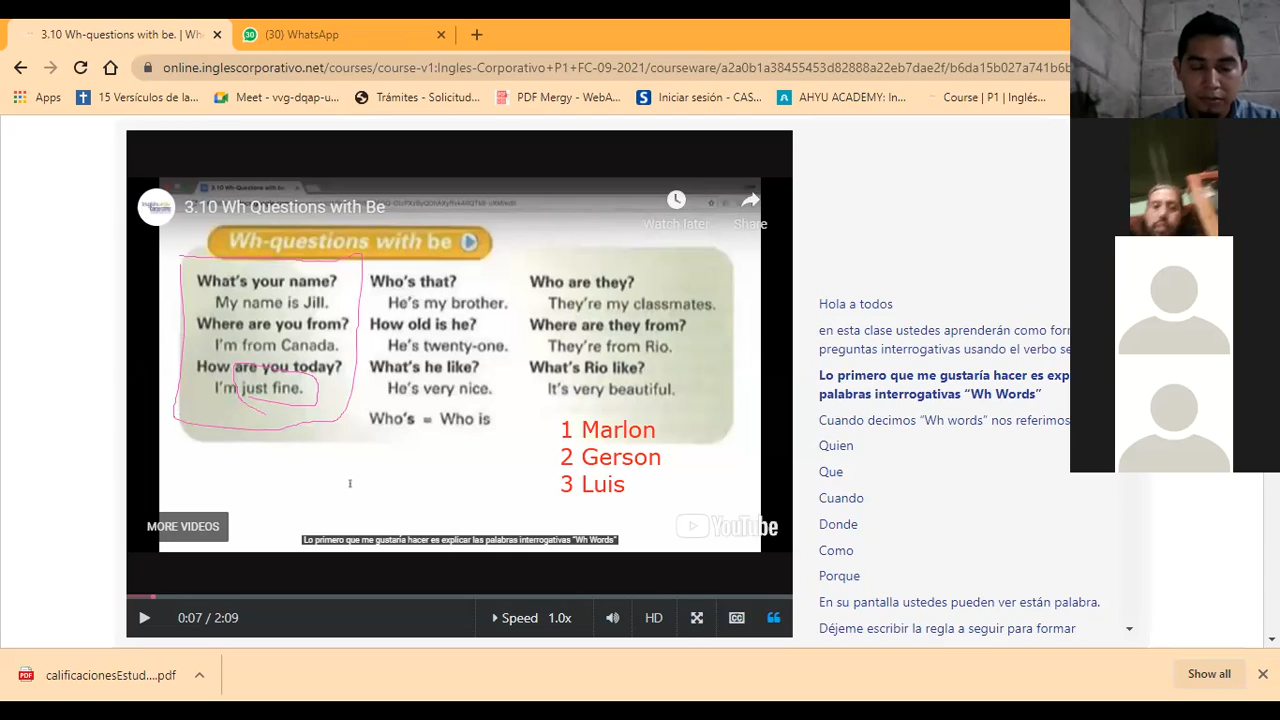 3.10 Wh-questions with be. | Wh
(30) WhatsApp
online.inglescorporativo.net/courses/course-v1:Ingles-Corporativo+P1+FC-09-2021/courseware/a2a0b1a38455453d82888a22eb7dae2f/b6da15b027a741b6b
Apps
15 Versículos de la...
Meet - vvg-dqap-u...
Trámites - Solicitud...
PDF Mergy - WebA...
Iniciar sesión - CAS...
AHYU ACADEMY: In...
Course | P1 | Inglés...
3.10 Wh-Questions with Be
3.10 Wh Questions with Be
Watch later
Share
Wh-questions with be
What's your name?
My name is Jill.
Where are you from?
I'm from Canada.
How are you today?
I'm just fine.
Who's that?
He's my brother.
How old is he?
He's twenty-one.
What's he like?
He's very nice.
Who's = Who is
Who are they?
They're my classmates.
Where are they from?
They're from Rio.
What's Rio like?
It's very beautiful.
1 Marlon
2 Gerson
3 Luis
MORE VIDEOS
YouTube
Lo primero que me gustaría hacer es explicar las palabras interrogativas "Wh Words"
0:07 / 2:09
Speed 1.0x
HD
Hola a todos
en esta clase ustedes aprenderán como for
preguntas interrogativas usando el verbo se
Lo primero que me gustaría hacer es expli
palabras interrogativas "Wh Words"
Cuando decimos "Wh words" nos referimos
Quien
Que
Cuando
Donde
Como
Porque
En su pantalla ustedes pueden ver están palabra.
Déjeme escribir la regla a seguir para formar
calificacionesEstud....pdf
Show all